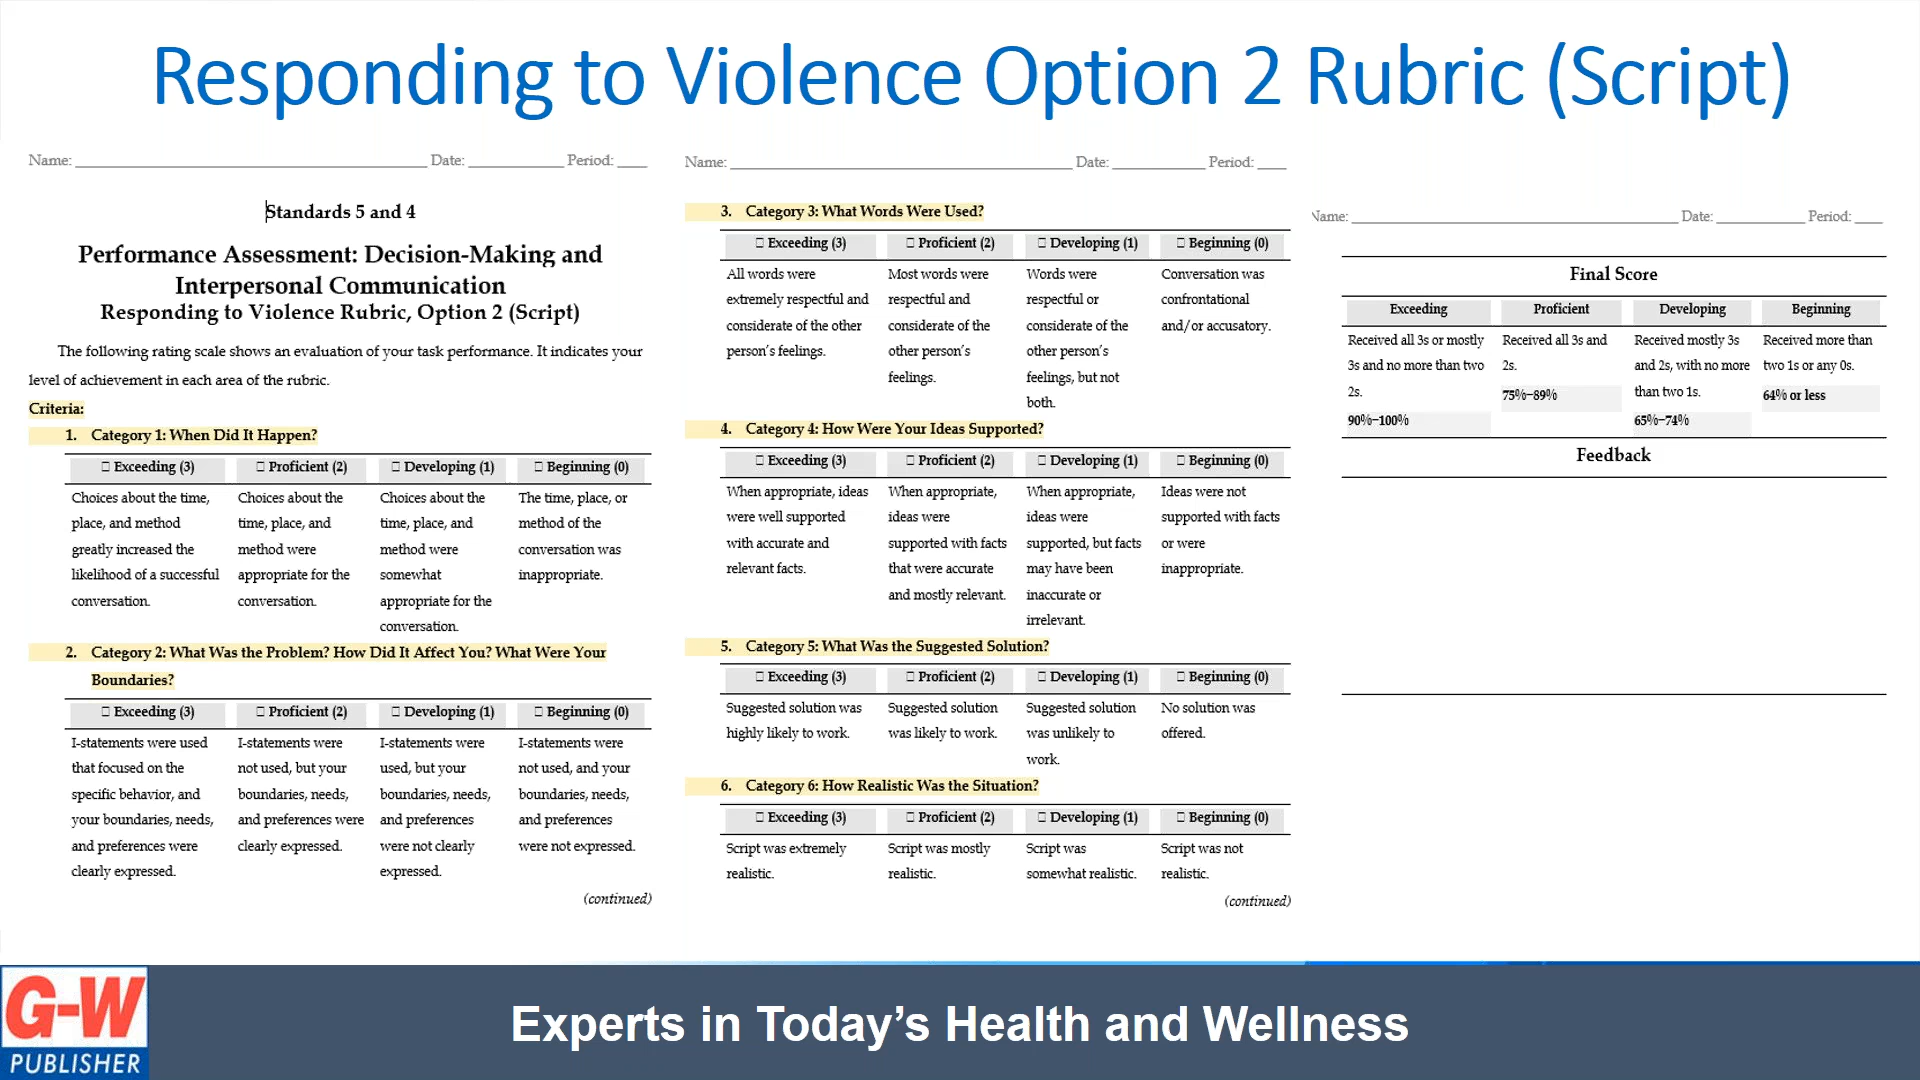 Responding to Violence Option 2 Rubric (Script)
Name: ____________ Date: ____________ Period: ____
Standards 5 and 4
Performance Assessment: Decision-Making and
Interpersonal Communication
Responding to Violence Rubric, Option 2 (Script)
The following rating scale shows an evaluation of your task performance. It indicates your
level of achievement in each area of the rubric.
Criteria:
1. Category 1: When Did It Happen?
☐ Exceeding (3) ☐ Proficient (2) ☐ Developing (1) ☐ Beginning (0)
Choices about the time, Choices about the Choices about the The time, place, or
place, and method time, place, and time, place, and method of the
greatly increased the method were method were conversation was
likelihood of a successful appropriate for the somewhat inappropriate.
conversation. conversation. appropriate for the
conversation.
2. Category 2: What Was the Problem? How Did It Affect You? What Were Your
Boundaries?
☐ Exceeding (3) ☐ Proficient (2) ☐ Developing (1) ☐ Beginning (0)
I-statements were used I-statements were I-statements were I-statements were
that focused on the not used, but your used, but your not used, and your
specific behavior, and boundaries, needs, boundaries, needs, boundaries, needs,
your boundaries, needs, and preferences were and preferences and preferences
and preferences were clearly expressed. were not clearly were not expressed.
clearly expressed. expressed.
(continued)
Name: ____________ Date: ____________ Period: ____
3. Category 3: What Words Were Used?
☐ Exceeding (3) ☐ Proficient (2) ☐ Developing (1) ☐ Beginning (0)
All words were Most words were Words were Conversation was
extremely respectful and respectful and respectful or confrontational
considerate of the other considerate of the considerate of the and/or accusatory.
person's feelings. other person's other person's
feelings. feelings, but not
both.
4. Category 4: How Were Your Ideas Supported?
☐ Exceeding (3) ☐ Proficient (2) ☐ Developing (1) ☐ Beginning (0)
When appropriate, ideas When appropriate, When appropriate, Ideas were not
were well supported ideas were ideas were supported with facts
with accurate and supported with facts supported, but facts or were
relevant facts. that were accurate may have been inappropriate.
and mostly relevant. inaccurate or
irrelevant.
5. Category 5: What Was the Suggested Solution?
☐ Exceeding (3) ☐ Proficient (2) ☐ Developing (1) ☐ Beginning (0)
Suggested solution was Suggested solution Suggested solution No solution was
highly likely to work. was likely to work. was unlikely to offered.
work.
6. Category 6: How Realistic Was the Situation?
☐ Exceeding (3) ☐ Proficient (2) ☐ Developing (1) ☐ Beginning (0)
Script was extremely Script was mostly Script was Script was not
realistic. realistic. somewhat realistic. realistic.
(continued)
Name: ____________ Date: ____________ Period: ____
Final Score
Exceeding Proficient Developing Beginning
Received all 3s or mostly Received all 3s and Received mostly 3s Received more than
3s and no more than two 2s. and 2s, with no more two 1s or any 0s.
2s. 75%–89% than two 1s. 64% or less
90%–100% 65%–74%
Feedback
G-W
PUBLISHER
Experts in Today’s Health and Wellness